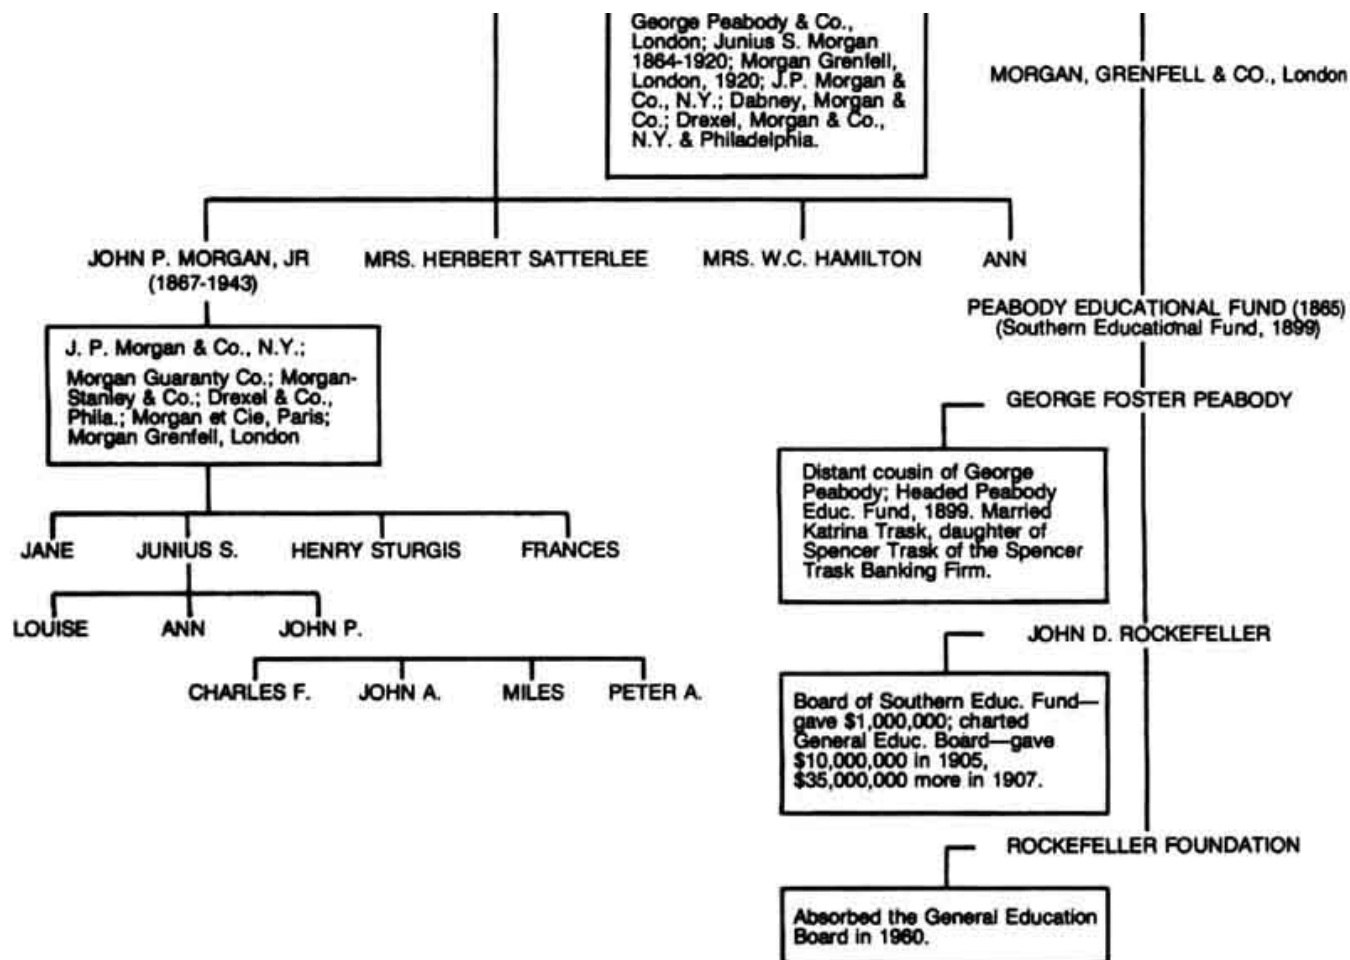 George Peabody & Co.,
London; Junius S. Morgan
1864-1920; Morgan Grenfell,
London, 1920; J.P. Morgan &
Co., N.Y.; Dabney, Morgan &
Co.; Drexel, Morgan & Co.,
N.Y. & Philadelphia.
MORGAN, GRENFELL & CO., London
JOHN P. MORGAN, JR
(1867-1943)
MRS. HERBERT SATTERLEE
MRS. W.C. HAMILTON
ANN
J. P. Morgan & Co., N.Y.;
Morgan Guaranty Co.; Morgan-
Stanley & Co.; Drexel & Co.,
Phila.; Morgan et Cie, Paris;
Morgan Grenfell, London
JANE
JUNIUS S.
HENRY STURGIS
FRANCES
LOUISE
ANN
JOHN P.
CHARLES F.
JOHN A.
MILES
PETER A.
PEABODY EDUCATIONAL FUND (1865)
(Southern Educational Fund, 1899)
GEORGE FOSTER PEABODY
Distant cousin of George
Peabody; Headed Peabody
Educ. Fund, 1899. Married
Katrina Trask, daughter of
Spencer Trask of the Spencer
Trask Banking Firm.
JOHN D. ROCKEFELLER
Board of Southern Educ. Fund—
gave $1,000,000; charted
General Educ. Board—gave
$10,000,000 in 1905,
$35,000,000 more in 1907.
ROCKEFELLER FOUNDATION
Absorbed the General Education
Board in 1960.